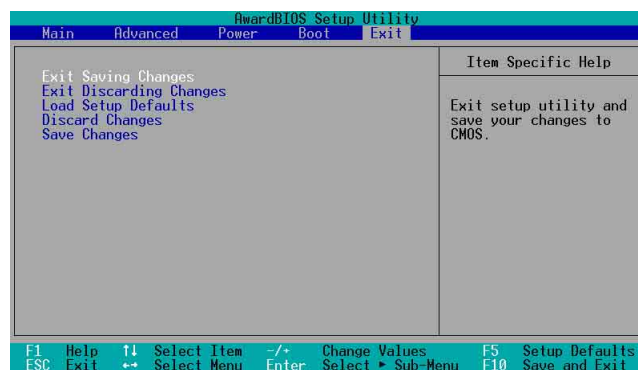 AwardBIOS Setup Utility
Main Advanced Power Boot Exit
Item Specific Help
Exit Saving Changes
Exit Discarding Changes
Load Setup Defaults
Discard Changes
Save Changes
Exit setup utility and
save your changes to
CMOS.
F1 Help ↑↓ Select Item -/+ Change Values F5 Setup Defaults
ESC Exit ←→ Select Menu Enter Select ► Sub-Menu F10 Save and Exit